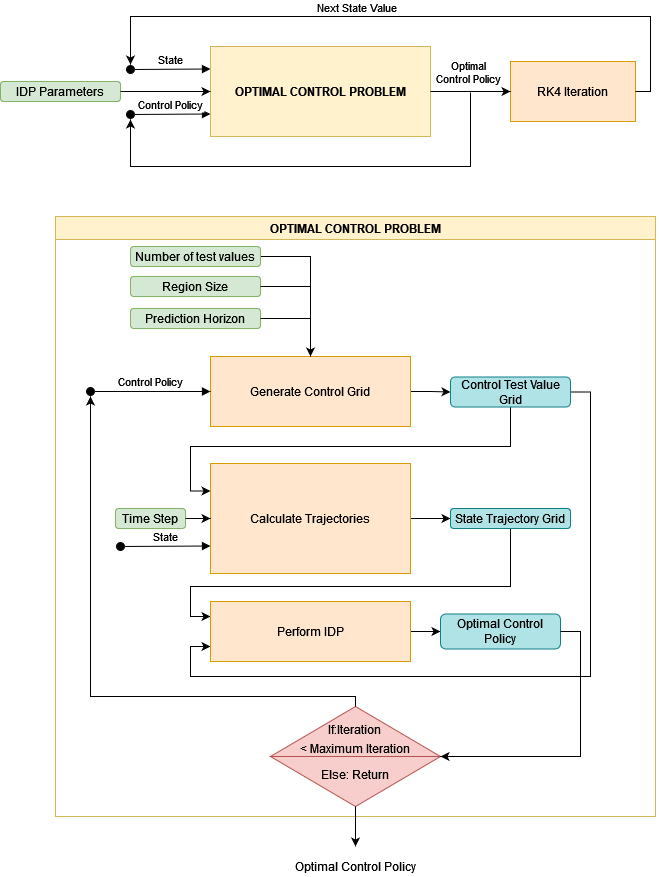 Next State Value
State
Optimal
Control Policy
IDP Parameters
OPTIMAL CONTROL PROBLEM
RK4 Iteration
Control Policy
OPTIMAL CONTROL PROBLEM
Number of test values
Region Size
Prediction Horizon
Control Policy
Generate Control Grid
Control Test Value
Grid
Time Step
Calculate Trajectories
State Trajectory Grid
State
Perform IDP
Optimal Control
Policy
If:Iteration
< Maximum Iteration
Else: Return
Optimal Control Policy